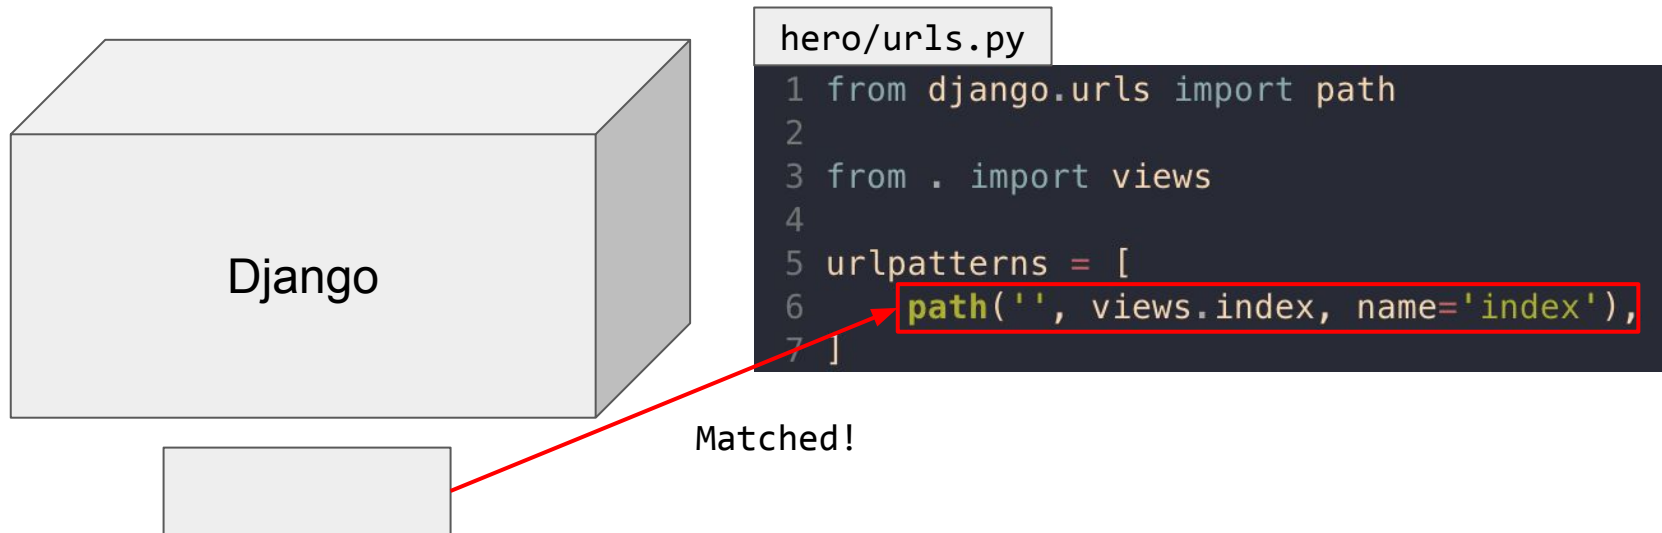 Django
hero/urls.py
1 from django.urls import path
2
3 from . import views
4
5 urlpatterns = [
6     path('', views.index, name='index'),
7 ]
Matched!